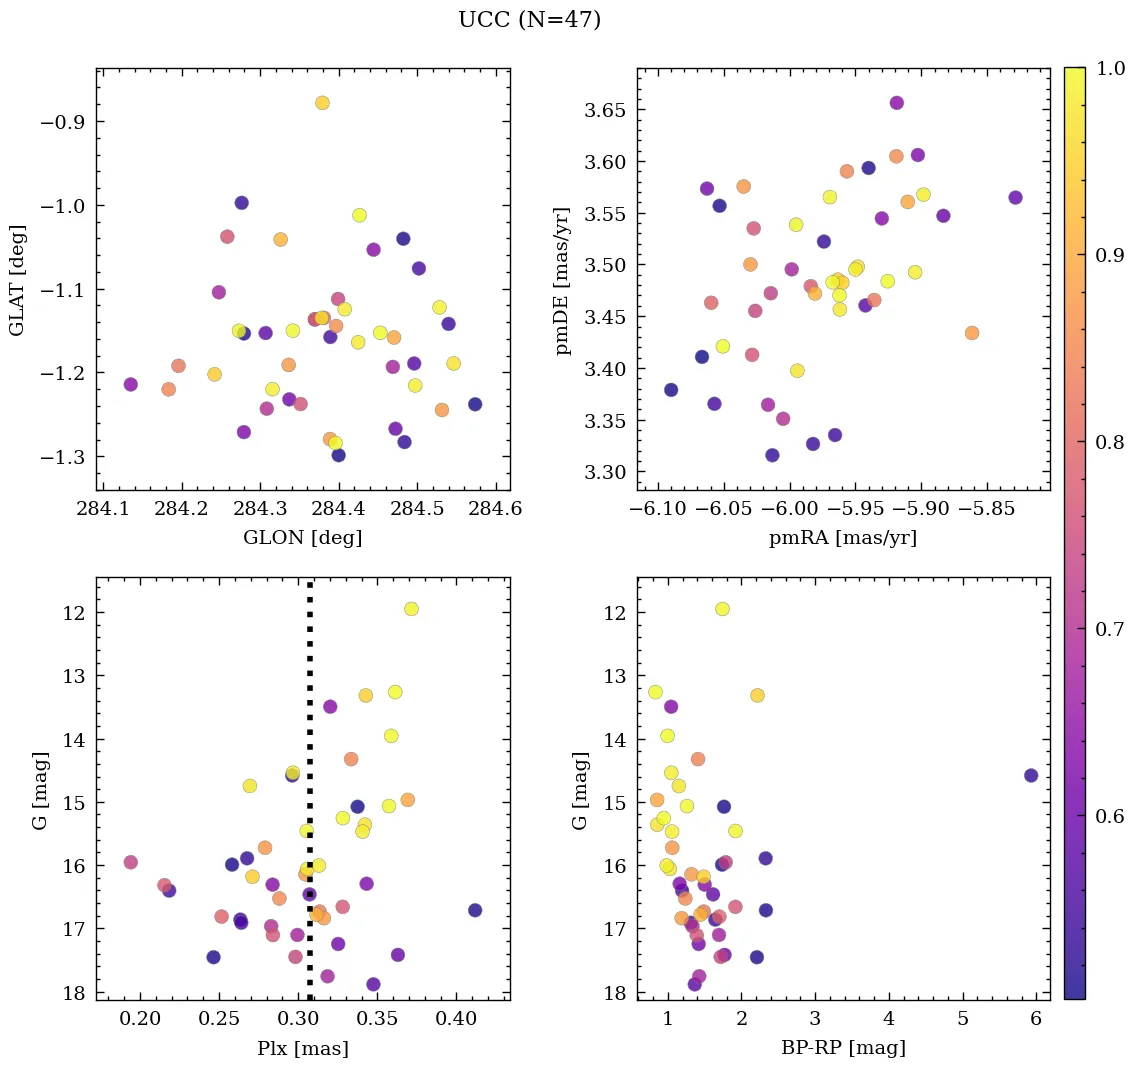 UCC (N=47)
−0.9
−1.0
−1.1
−1.2
−1.3
GLAT [deg]
284.1 284.2 284.3 284.4 284.5 284.6
GLON [deg]
3.65
3.60
3.55
3.50
3.45
3.40
3.35
3.30
pmDE [mas/yr]
−6.10 −6.05 −6.00 −5.95 −5.90 −5.85
pmRA [mas/yr]
1.0
0.9
0.8
0.7
0.6
12
13
14
15
16
17
18
G [mag]
0.20 0.25 0.30 0.35 0.40
Plx [mas]
12
13
14
15
16
17
18
G [mag]
1 2 3 4 5 6
BP-RP [mag]